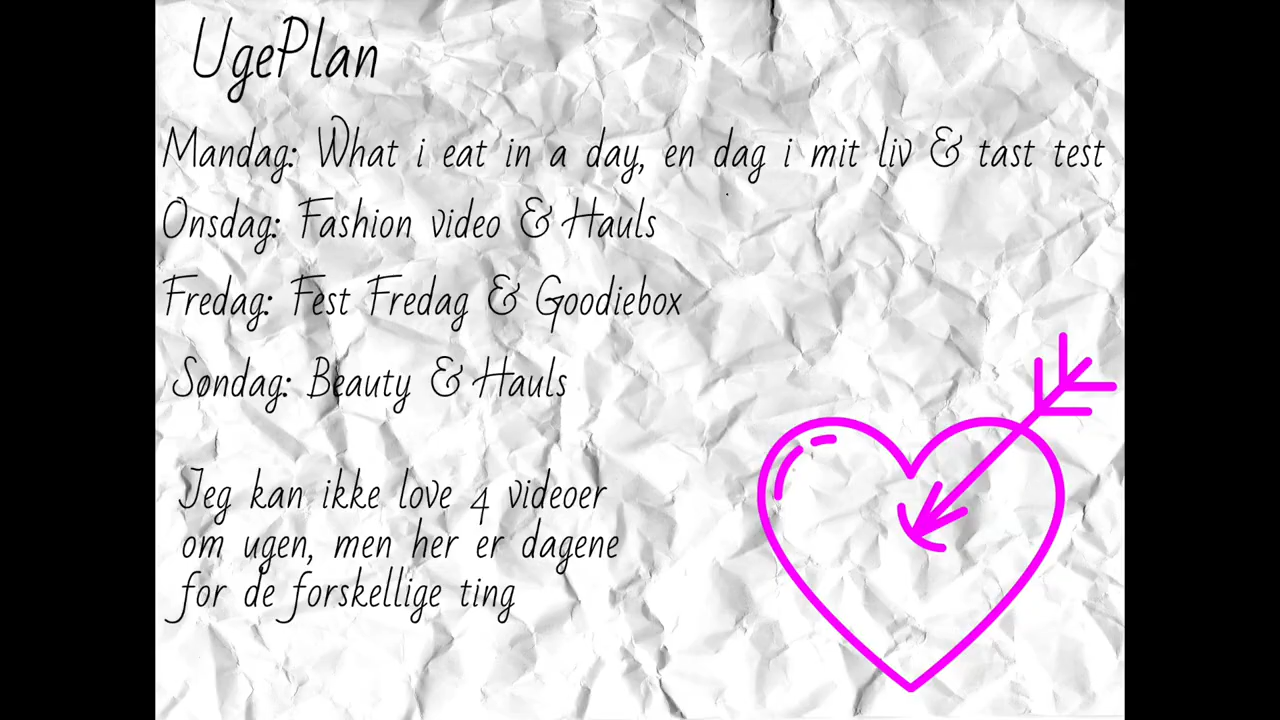 UgePlan
Mandag: What i eat in a day, en dag i mit liv & tast test
Onsdag: Fashion video & Hauls
Fredag: Fest Fredag & Goodiebox
Søndag: Beauty & Hauls
Jeg kan ikke love 4 videoer
om ugen, men her er dagene
for de forskellige ting